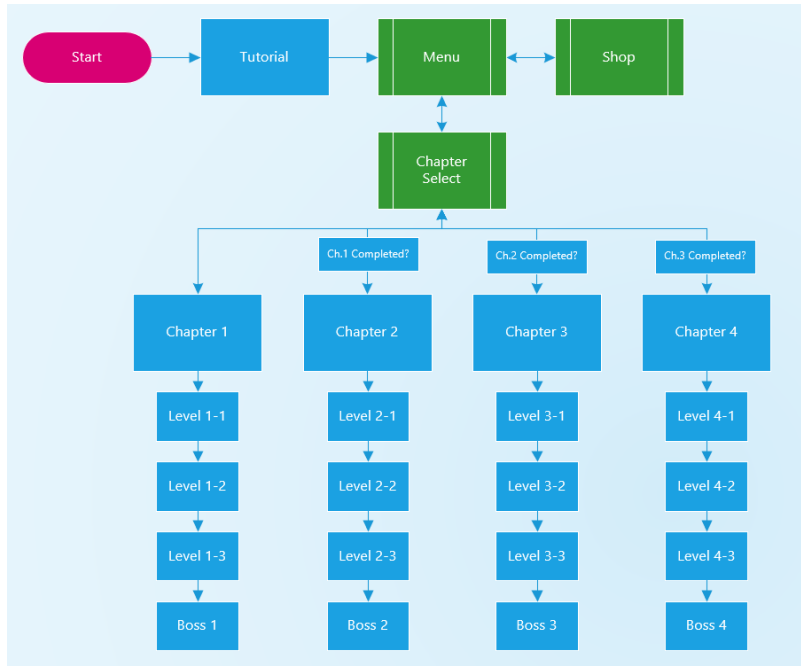 Start
Tutorial
Menu
Shop
Chapter
Select
Ch.1 Completed?
Ch.2 Completed?
Ch.3 Completed?
Chapter 1
Chapter 2
Chapter 3
Chapter 4
Level 1-1
Level 2-1
Level 3-1
Level 4-1
Level 1-2
Level 2-2
Level 3-2
Level 4-2
Level 1-3
Level 2-3
Level 3-3
Level 4-3
Boss 1
Boss 2
Boss 3
Boss 4